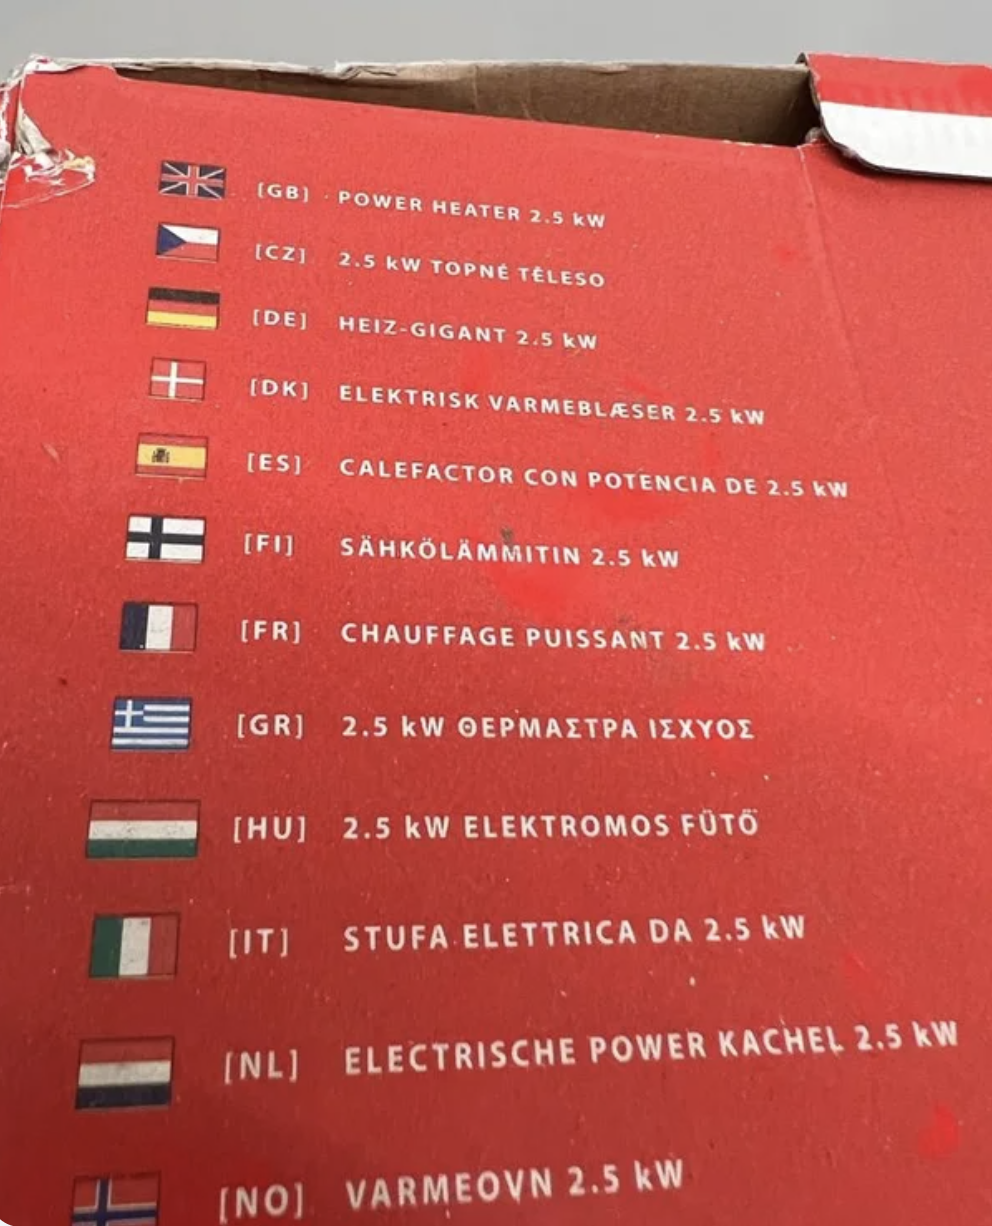 [GB] POWER HEATER 2.5 kW
[CZ] 2.5 kW TOPNÉ TĚLESO
[DE] HEIZ-GIGANT 2.5 kW
[DK] ELEKTRISK VARMEBLÆSER 2.5 kW
[ES] CALEFACTOR CON POTENCIA DE 2.5 kW
[FI] SÄHKÖLÄMMITIN 2.5 kW
[FR] CHAUFFAGE PUISSANT 2.5 kW
[GR] 2.5 kW ΘΕΡΜΑΣΤΡΑ ΙΣΧΥΟΣ
[HU] 2.5 kW ELEKTROMOS FŰTŐ
[IT] STUFA ELETTRICA DA 2.5 kW
[NL] ELECTRISCHE POWER KACHEL 2.5 kW
[NO] VARMEOVN 2.5 kW